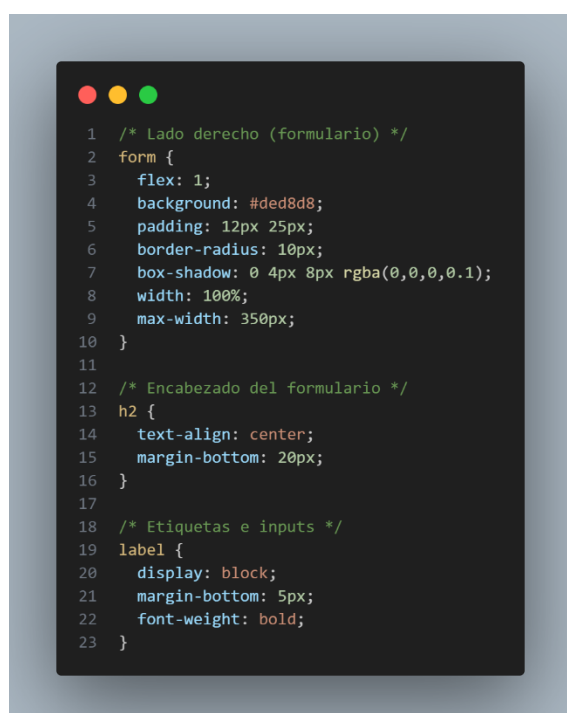 1 /* Lado derecho (formulario) */
2 form {
3   flex: 1;
4   background: #ded8d8;
5   padding: 12px 25px;
6   border-radius: 10px;
7   box-shadow: 0 4px 8px rgba(0,0,0,0.1);
8   width: 100%;
9   max-width: 350px;
10 }
11
12 /* Encabezado del formulario */
13 h2 {
14   text-align: center;
15   margin-bottom: 20px;
16 }
17
18 /* Etiquetas e inputs */
19 label {
20   display: block;
21   margin-bottom: 5px;
22   font-weight: bold;
23 }